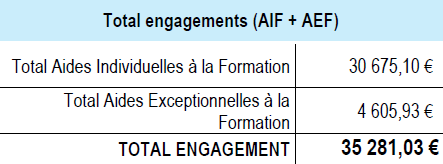 Total engagements (AIF + AEF)
Total Aides Individuelles à la Formation 30 675,10 €
Total Aides Exceptionnelles à la
Formation 4 605,93 €
TOTAL ENGAGEMENT 35 281,03 €